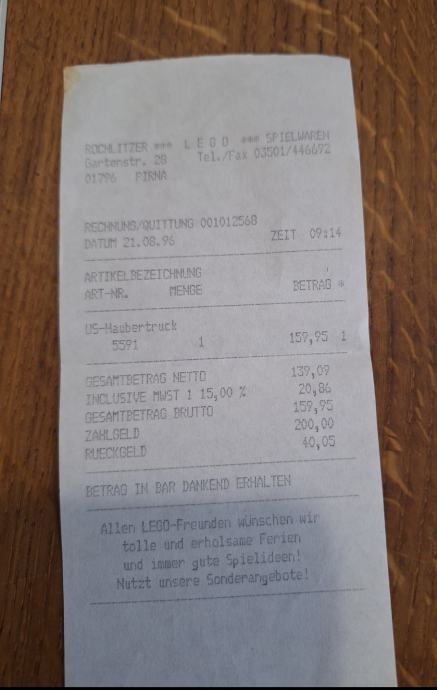 ROCHLITZER *** L E G O *** SPIELWAREN
Gartenstr. 28 Tel./Fax 03501/446692
01796 PIRNA
RECHNUNG/QUITTUNG 001012568
DATUM 21.08.96 ZEIT 09:14
ARTIKELBEZEICHNUNG
ART-NR. MENGE BETRAG *
US-Haubertruck
5591 1 159,95 1
GESAMTBETRAG NETTO 139,09
INCLUSIVE MWST 1 15,00 % 20,86
GESAMTBETRAG BRUTTO 159,95
ZAHLGELD 200,00
RUECKGELD 40,05
BETRAG IN BAR DANKEND ERHALTEN
Allen LEGO-Freunden wünschen wir
tolle und erholsame Ferien
und immer gute Spielideen!
Nutzt unsere Sonderangebote!